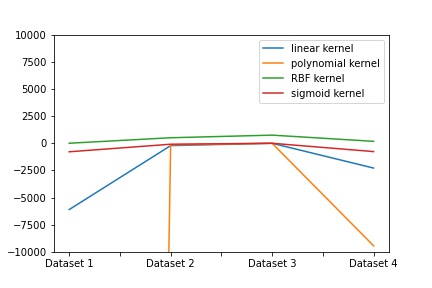 10000
7500
5000
2500
0
−2500
−5000
−7500
−10000
linear kernel
polynomial kernel
RBF kernel
sigmoid kernel
Dataset 1 Dataset 2 Dataset 3 Dataset 4